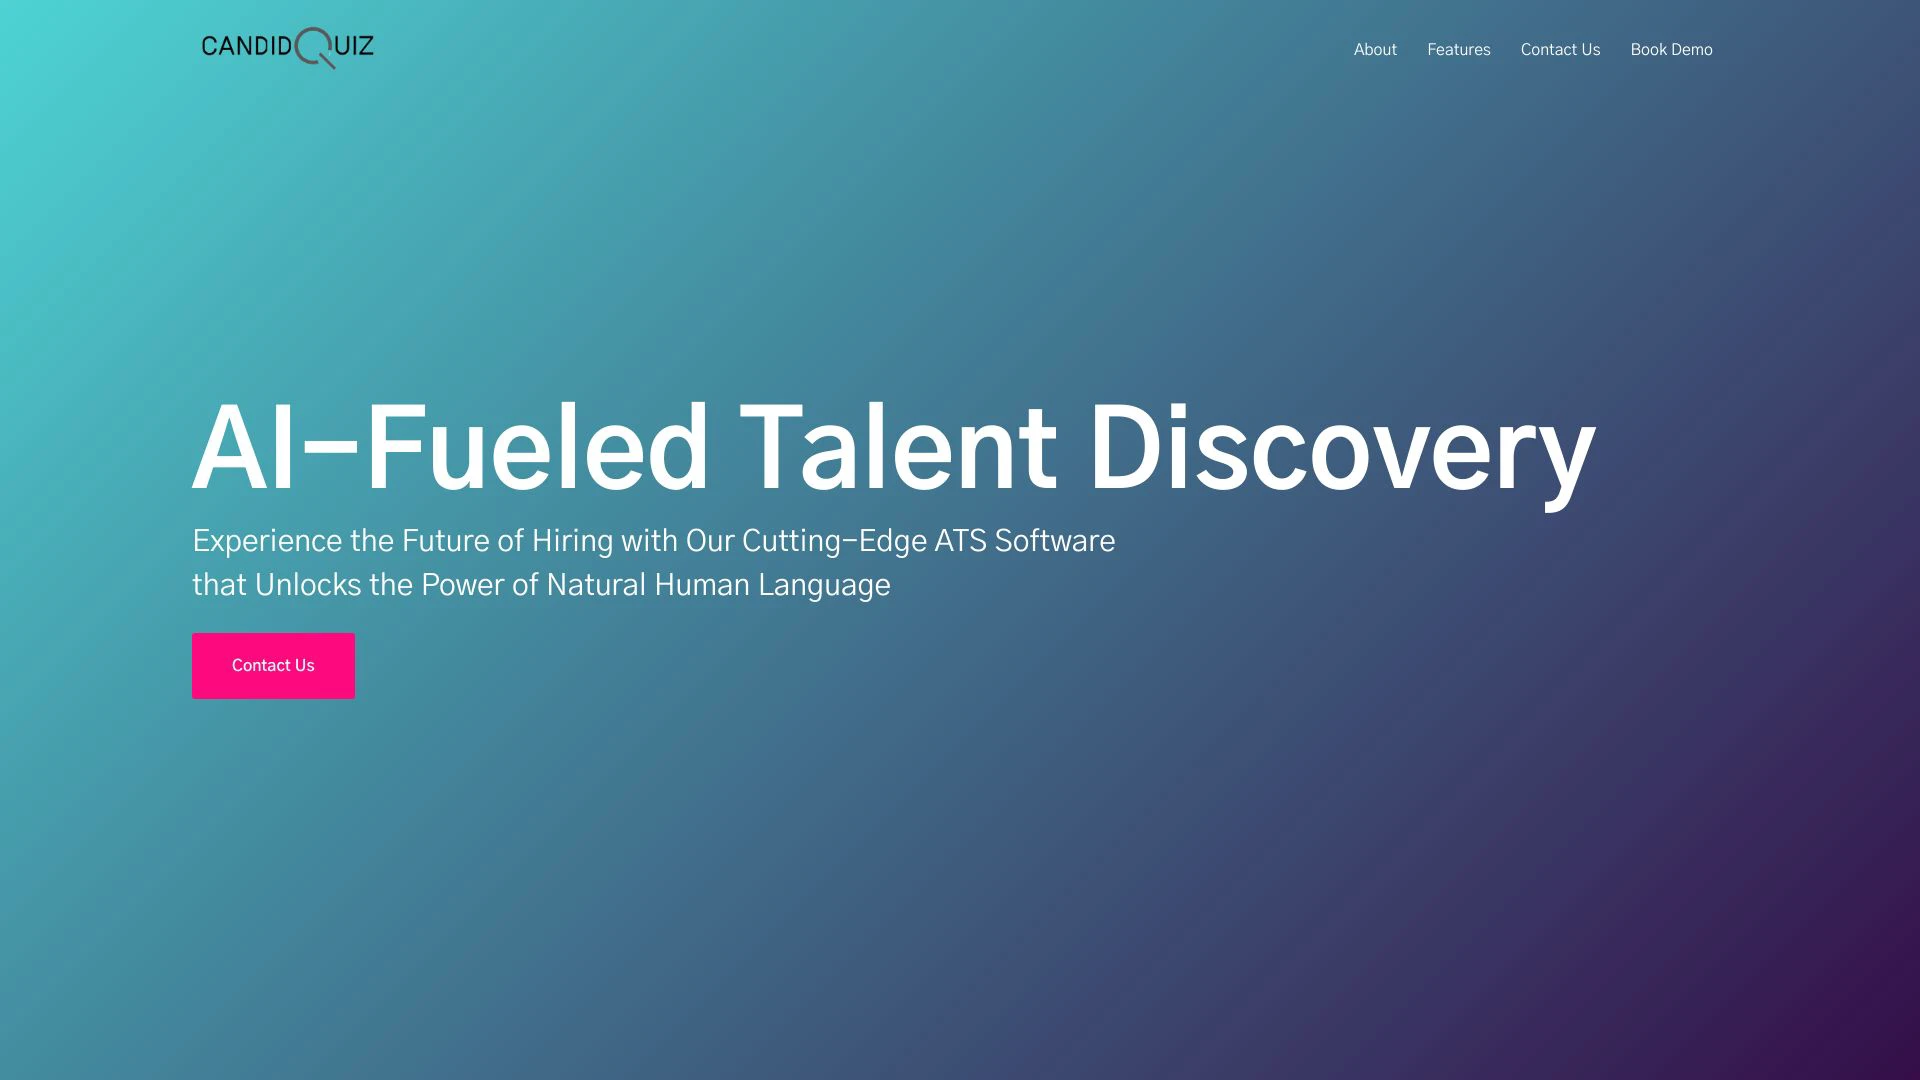 CANDIDQUIZ
About Features Contact Us Book Demo
AI-Fueled Talent Discovery
Experience the Future of Hiring with Our Cutting-Edge ATS Software
that Unlocks the Power of Natural Human Language
Contact Us